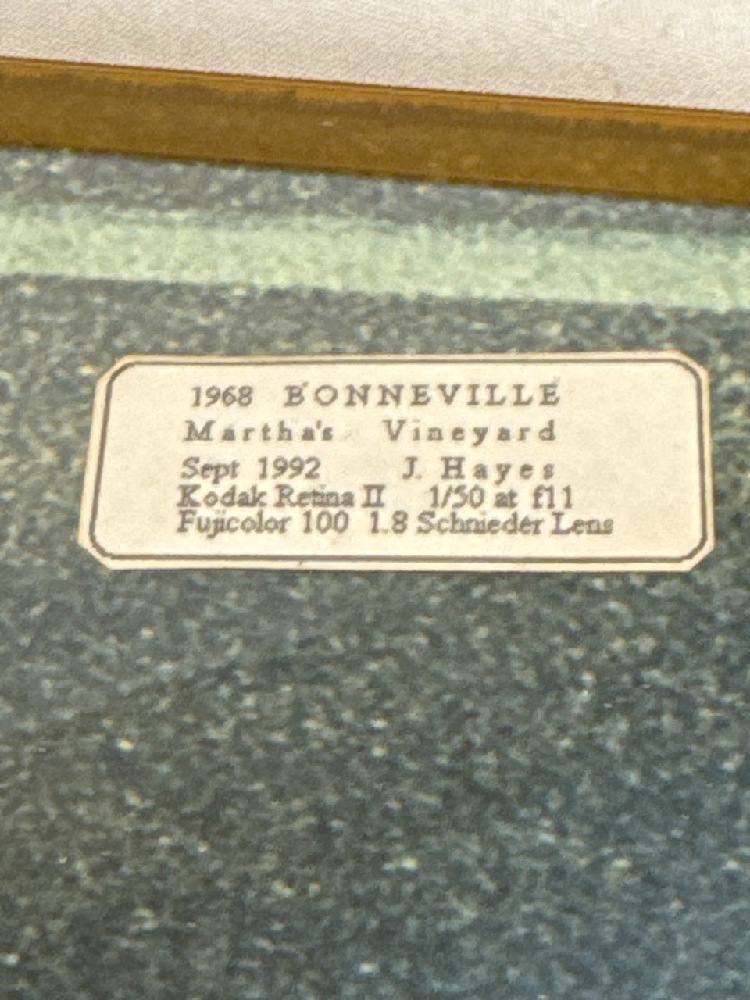 1968 BONNEVILLE
Martha's Vineyard
Sept 1992 J. Hayes
Kodak Retina II 1/50 at f11
Fujicolor 100 1.8 Schnieder Lens